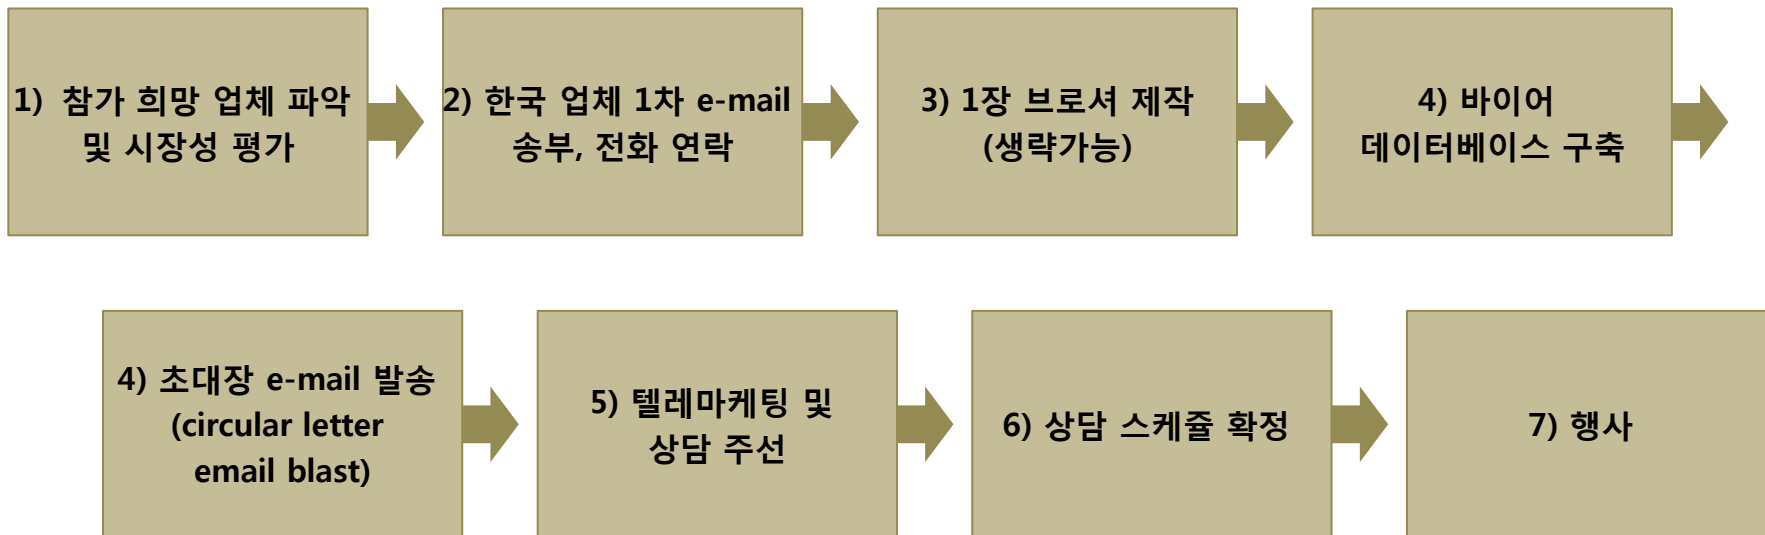 1) 참가 희망 업체 파악
및 시장성 평가
2) 한국 업체 1차 e-mail
송부, 전화 연락
3) 1장 브로셔 제작
(생략가능)
4) 바이어
데이터베이스 구축
4) 초대장 e-mail 발송
(circular letter
email blast)
5) 텔레마케팅 및
상담 주선
6) 상담 스케쥴 확정
7) 행사